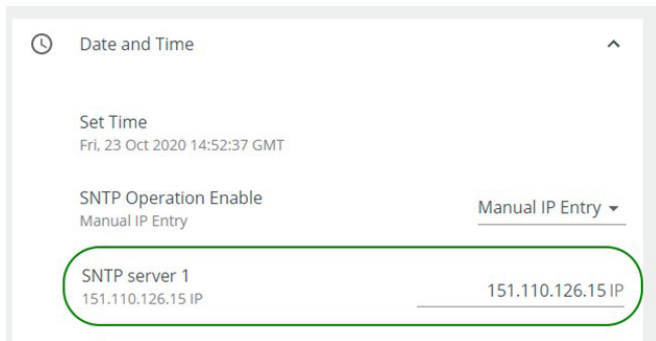 Date and Time
Set Time
Fri, 23 Oct 2020 14:52:37 GMT
SNTP Operation Enable
Manual IP Entry
Manual IP Entry
SNTP server 1
151.110.126.15 IP
151.110.126.15 IP